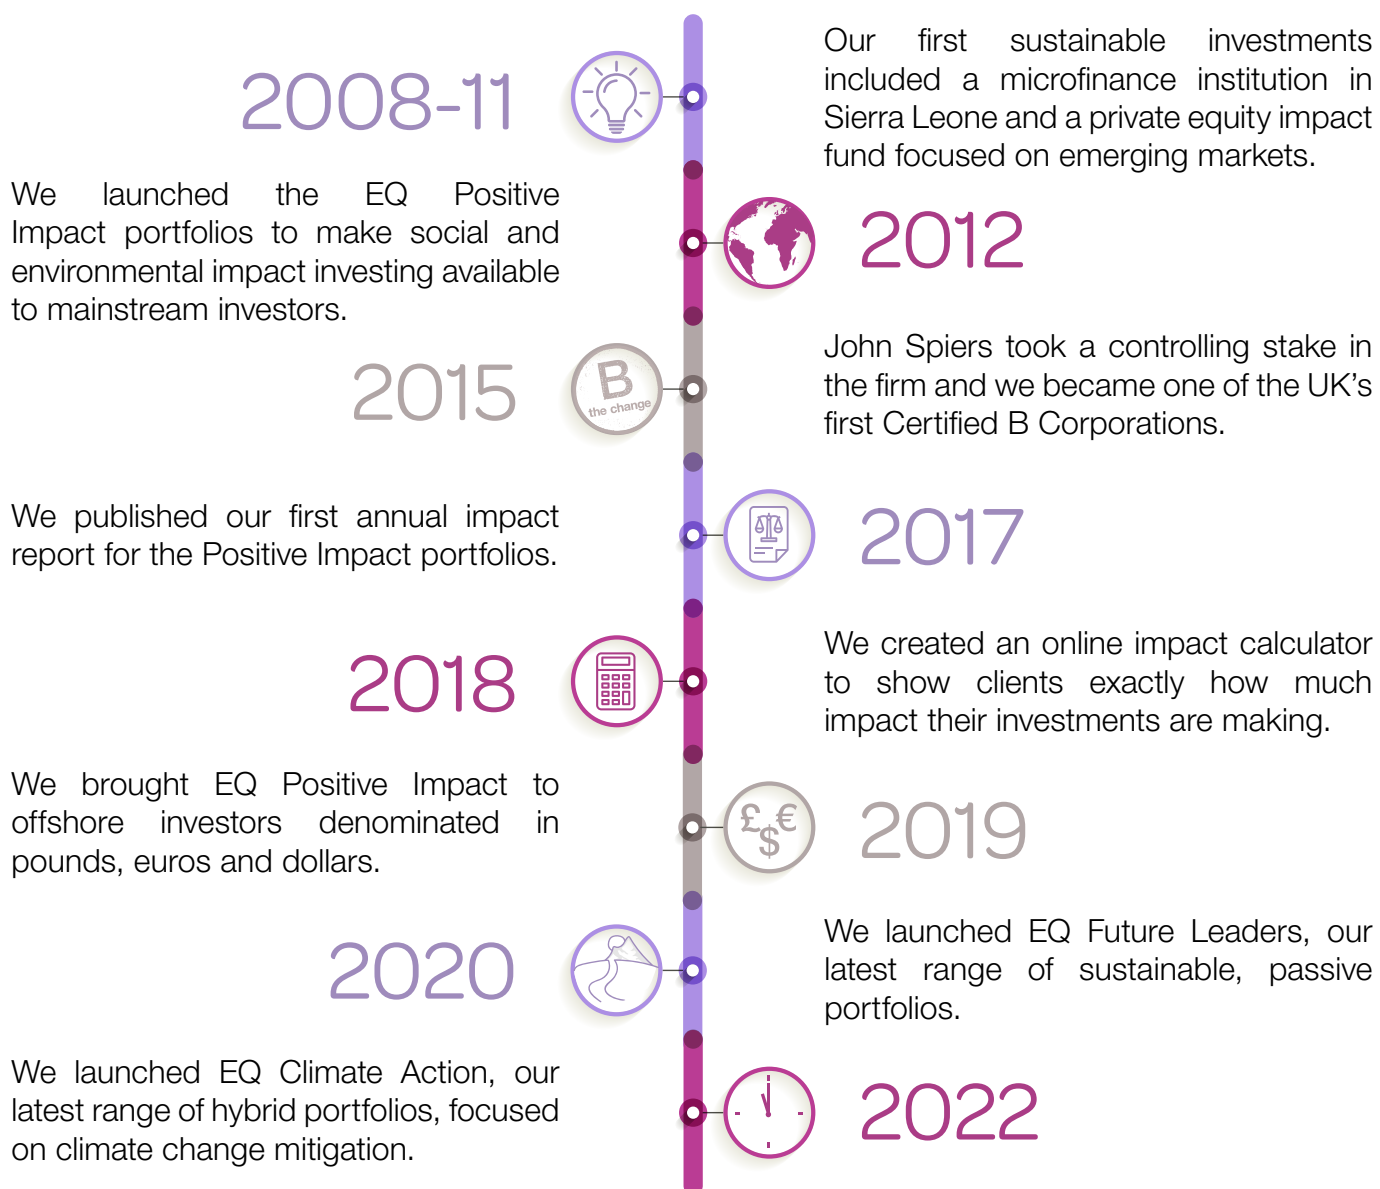 2008-11
Our first sustainable investments
included a microfinance institution in
Sierra Leone and a private equity impact
fund focused on emerging markets.
We launched the EQ Positive
Impact portfolios to make social and
environmental impact investing available
to mainstream investors.
2012
2015
B
the change
John Spiers took a controlling stake in
the firm and we became one of the UK's
first Certified B Corporations.
We published our first annual impact
report for the Positive Impact portfolios.
2017
2018
We created an online impact calculator
to show clients exactly how much
impact their investments are making.
We brought EQ Positive Impact to
offshore investors denominated in
pounds, euros and dollars.
£$€
2019
2020
We launched EQ Future Leaders, our
latest range of sustainable, passive
portfolios.
We launched EQ Climate Action, our
latest range of hybrid portfolios, focused
on climate change mitigation.
2022